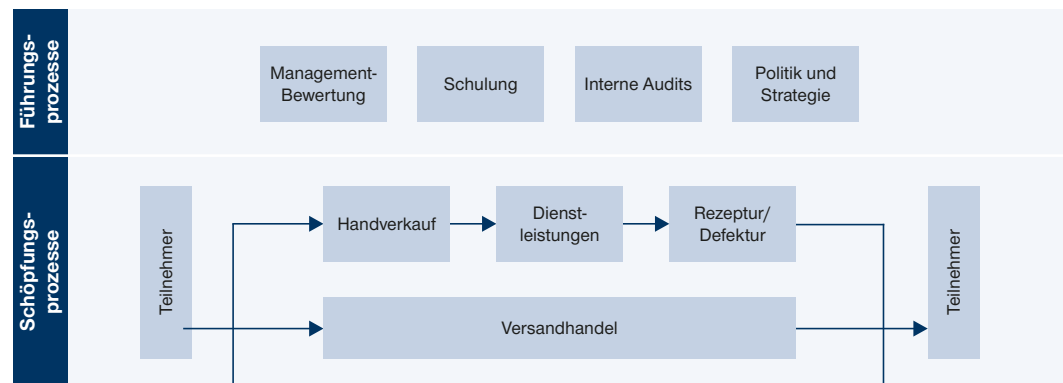 Führungs-
prozesse
Management-
Bewertung
Schulung
Interne Audits
Politik und
Strategie
Schöpfungs-
prozesse
Teilnehmer
Handverkauf
Dienst-
leistungen
Rezeptur/
Defektur
Versandhandel
Teilnehmer